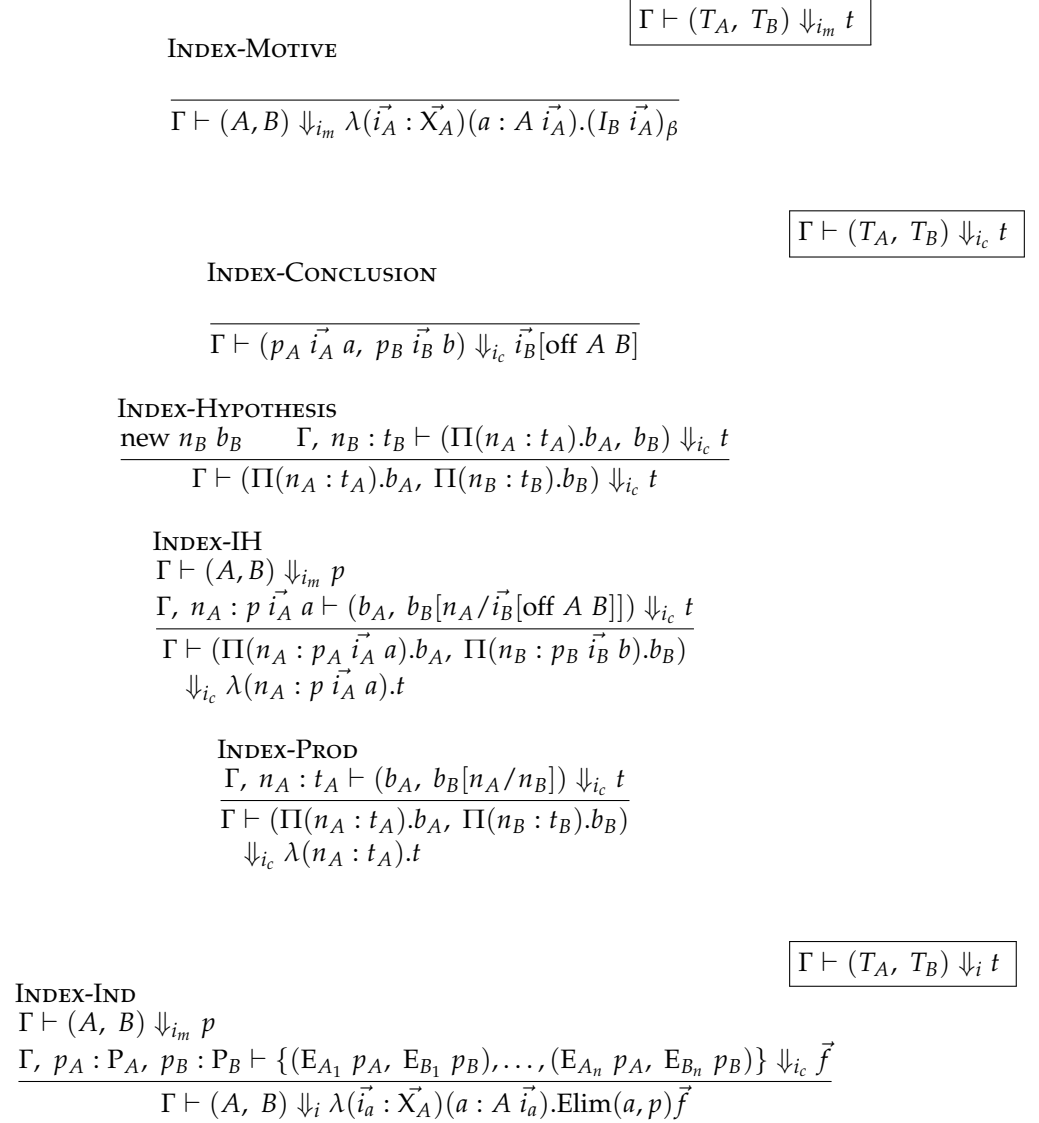 Γ ⊢ (T_A, T_B) ⇓_{i_m} t
INDEX-MOTIVE
Γ ⊢ (A, B) ⇓_{i_m} λ(i⃗_A : X⃗_A)(a : A i⃗_A).(I_B i⃗_A)_β
Γ ⊢ (T_A, T_B) ⇓_{i_c} t
INDEX-CONCLUSION
Γ ⊢ (p_A i⃗_A a, p_B i⃗_B b) ⇓_{i_c} i⃗_B[off A B]
INDEX-HYPOTHESIS
new n_B b_B Γ, n_B : t_B ⊢ (Π(n_A : t_A).b_A, b_B) ⇓_{i_c} t
Γ ⊢ (Π(n_A : t_A).b_A, Π(n_B : t_B).b_B) ⇓_{i_c} t
INDEX-IH
Γ ⊢ (A, B) ⇓_{i_m} p
Γ, n_A : p i⃗_A a ⊢ (b_A, b_B[n_A/i⃗_B[off A B]]) ⇓_{i_c} t
Γ ⊢ (Π(n_A : p_A i⃗_A a).b_A, Π(n_B : p_B i⃗_B b).b_B)
⇓_{i_c} λ(n_A : p i⃗_A a).t
INDEX-PROD
Γ, n_A : t_A ⊢ (b_A, b_B[n_A/n_B]) ⇓_{i_c} t
Γ ⊢ (Π(n_A : t_A).b_A, Π(n_B : t_B).b_B)
⇓_{i_c} λ(n_A : t_A).t
Γ ⊢ (T_A, T_B) ⇓_i t
INDEX-IND
Γ ⊢ (A, B) ⇓_{i_m} p
Γ, p_A : P_A, p_B : P_B ⊢ {(E_{A_1} p_A, E_{B_1} p_B), . . . , (E_{A_n} p_A, E_{B_n} p_B)} ⇓_{i_c} f⃗
Γ ⊢ (A, B) ⇓_i λ(i⃗_a : X⃗_A)(a : A i⃗_a).Elim(a, p)f⃗